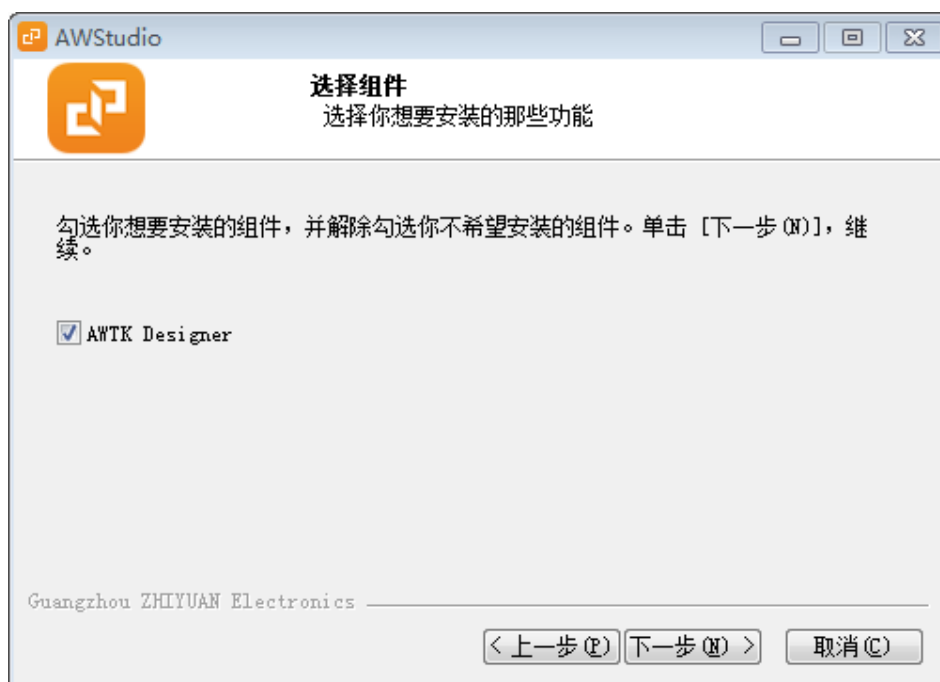 AWStudio
选择组件
选择你想要安装的那些功能
勾选你想要安装的组件，并解除勾选你不希望安装的组件。单击 [下一步(N)]，继
续。
AWTK Designer
Guangzhou ZHIYUAN Electronics
< 上一步(P) 下一步(N) > 取消(C)